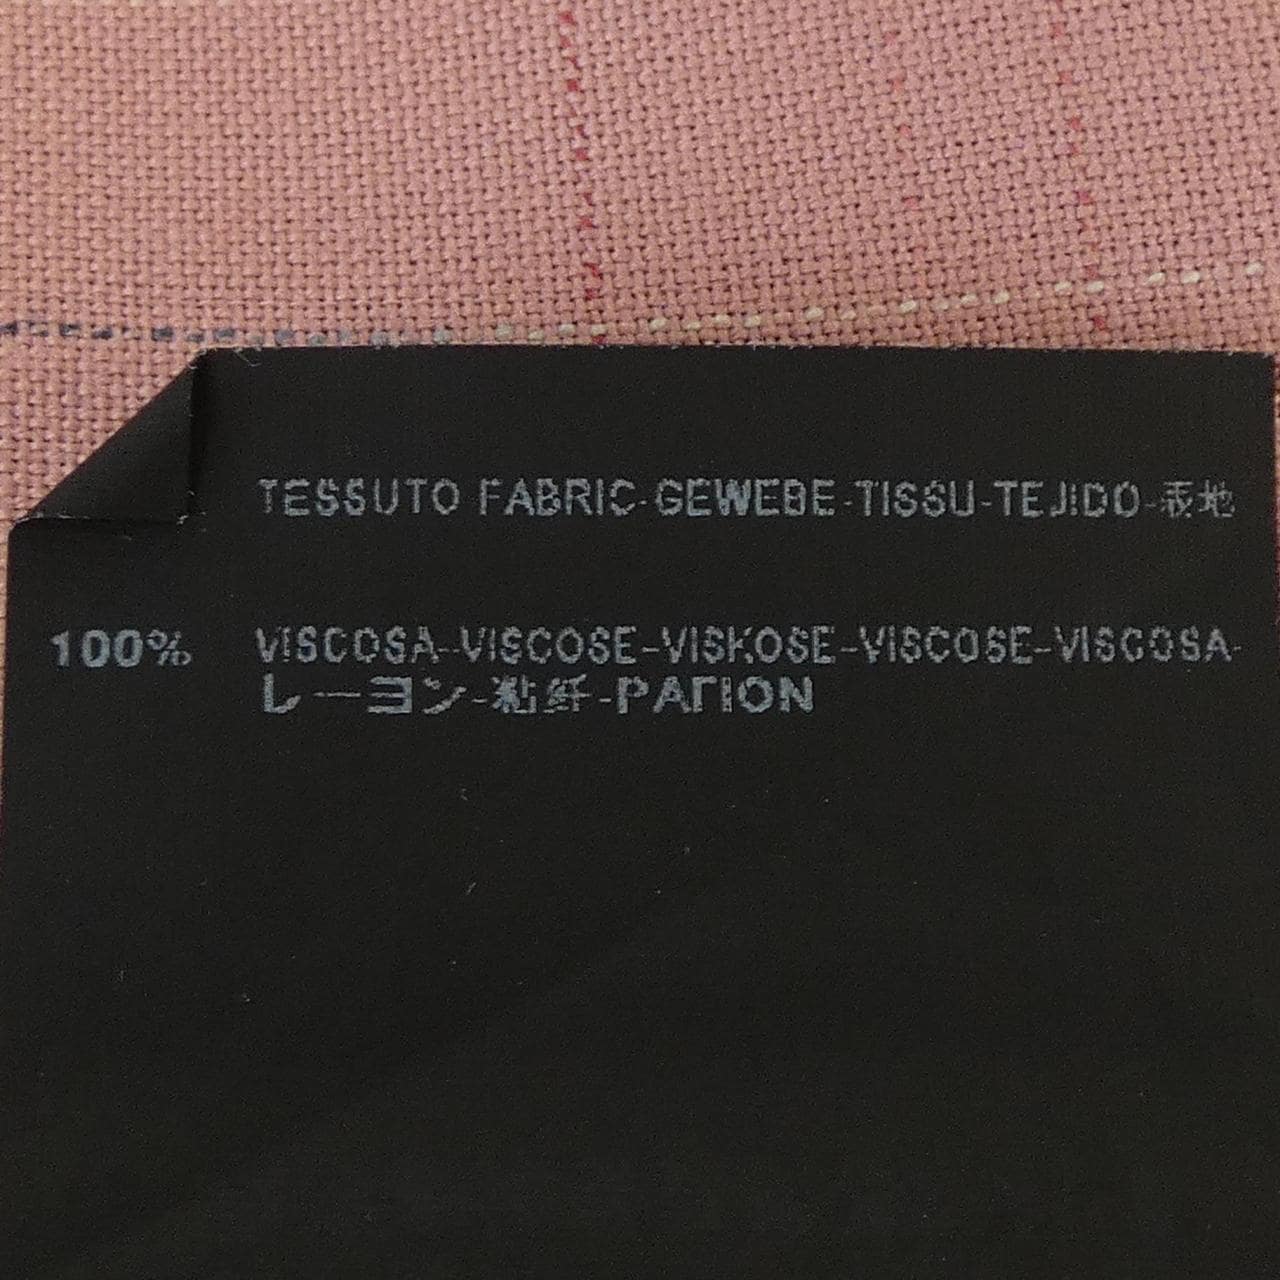 TESSUTO FABRIC-GEWEBE-TISSU-TEJIDO-表地
100% VISCOSA-VISCOSE-VISKOSE-VISCOSE-VISCOSA-
レーヨン-粘纤-РАГION